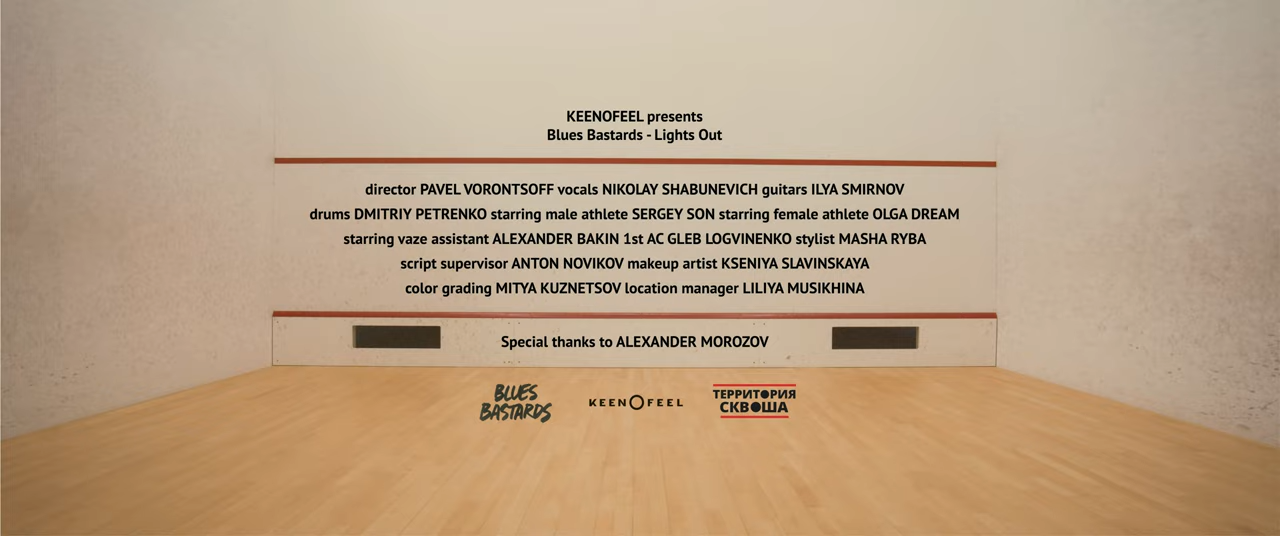 KEENOFEEL presents
Blues Bastards - Lights Out
director PAVEL VORONTSOFF vocals NIKOLAY SHABUNEVICH guitars ILYA SMIRNOV
drums DMITRIY PETRENKO starring male athlete SERGEY SON starring female athlete OLGA DREAM
starring vaze assistant ALEXANDER BAKIN 1st AC GLEB LOGVINENKO stylist MASHA RYBA
script supervisor ANTON NOVIKOV makeup artist KSENIYA SLAVINSKAYA
color grading MITYA KUZNETSOV location manager LILIYA MUSIKHINA
Special thanks to ALEXANDER MOROZOV
BLUES
BASTARDS
KEENOFEEL
ТЕРРИТОРИЯ
СКВОША